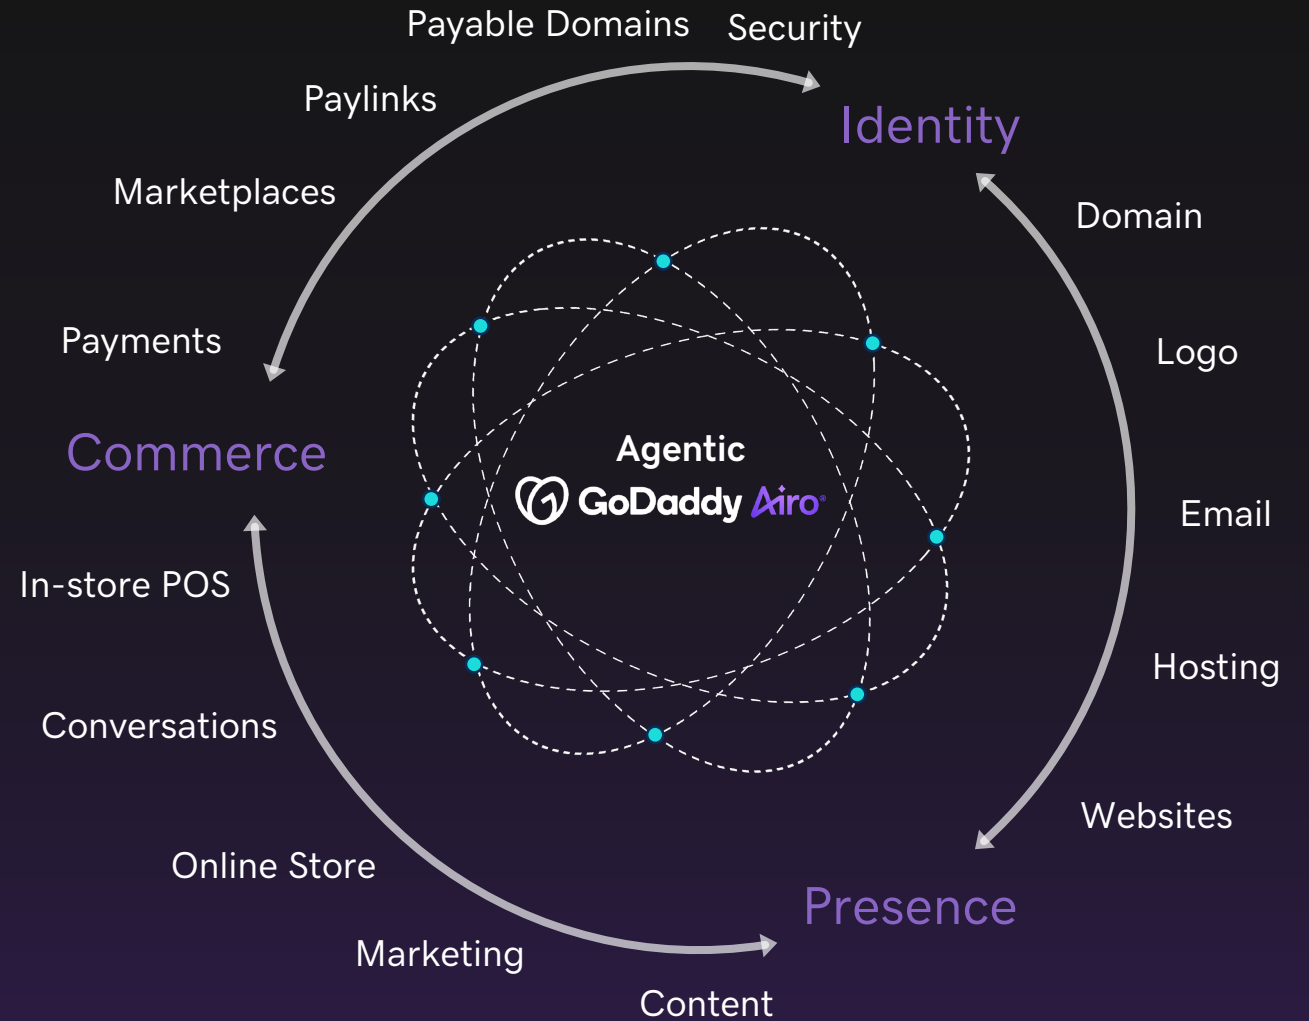 Payable Domains
Security
Paylinks
Identity
Marketplaces
Domain
Payments
Logo
Commerce
Agentic
GoDaddy Airo®
Email
In-store POS
Hosting
Conversations
Websites
Online Store
Presence
Marketing
Content